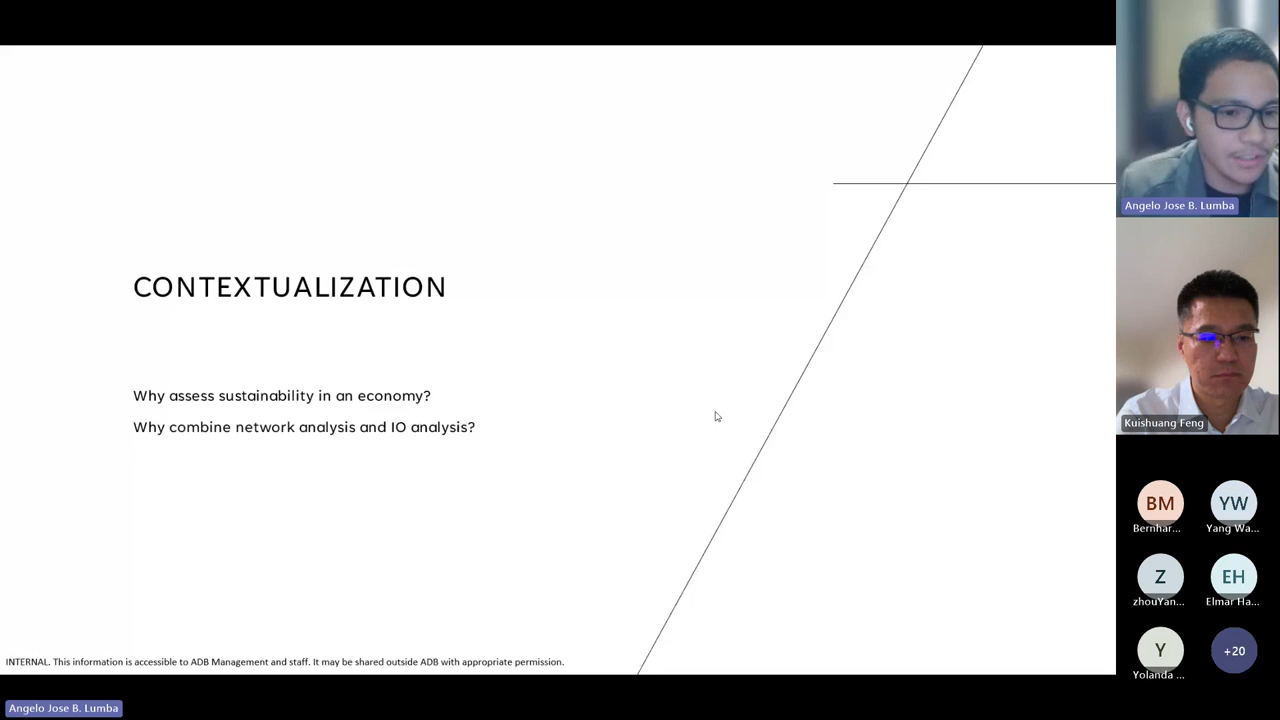 CONTEXTUALIZATION
Why assess sustainability in an economy?
Why combine network analysis and IO analysis?
INTERNAL. This information is accessible to ADB Management and staff. It may be shared outside ADB with appropriate permission.
Angelo Jose B. Lumba
Angelo Jose B. Lumba
Kuishuang Feng
BM
YW
Bernhar...
Yang Wa...
Z
EH
zhouYan...
Elmar Ha...
Y
+20
Yolanda ...